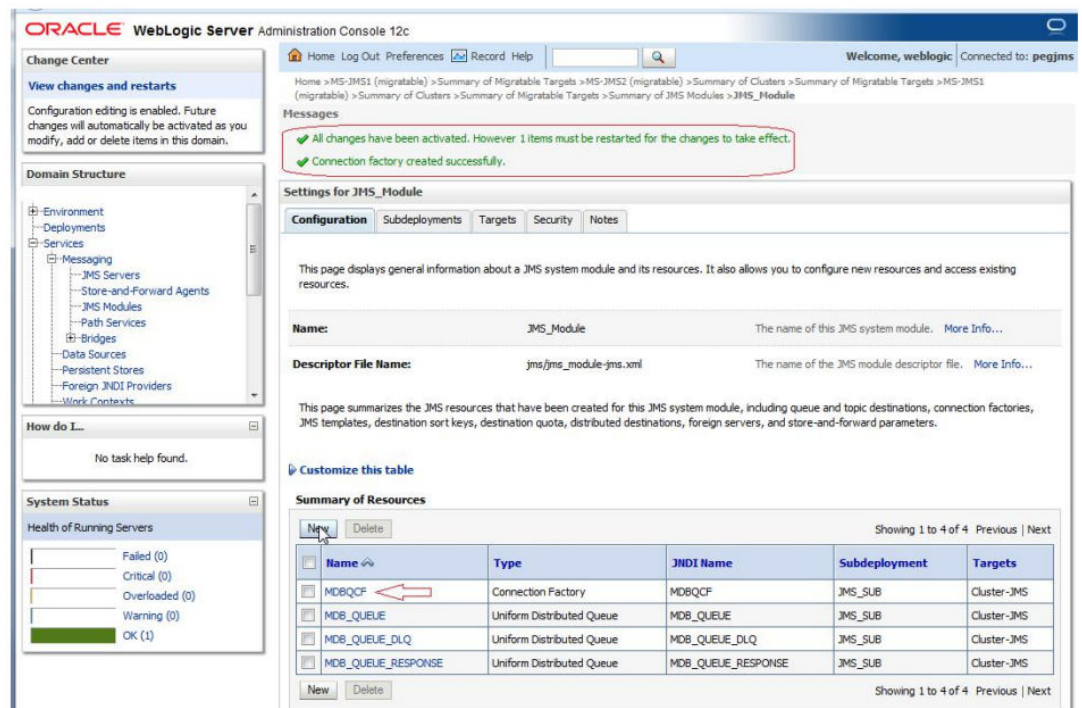 ORACLE WebLogic Server Administration Console 12c
Change Center
View changes and restarts
Configuration editing is enabled. Future
changes will automatically be activated as you
modify, add or delete items in this domain.
Domain Structure
Environment
Deployments
Services
Messaging
JMS Servers
Store-and-Forward Agents
JMS Modules
Path Services
Bridges
Data Sources
Persistent Stores
Foreign JNDI Providers
Work Contexts
How do I...
No task help found.
System Status
Health of Running Servers
Failed (0)
Critical (0)
Overloaded (0)
Warning (0)
OK (1)
Home Log Out Preferences Record Help
Welcome, weblogic Connected to: pegjms
Home >MS-JMS1 (migratable) >Summary of Migratable Targets >MS-JMS2 (migratable) >Summary of Clusters >Summary of Migratable Targets >MS-JMS1
(migratable) >Summary of Clusters >Summary of Migratable Targets >Summary of JMS Modules >JMS_Module
Messages
All changes have been activated. However 1 items must be restarted for the changes to take effect.
Connection factory created successfully.
Settings for JMS_Module
Configuration Subdeployments Targets Security Notes
This page displays general information about a JMS system module and its resources. It also allows you to configure new resources and access existing
resources.
Name: JMS_Module The name of this JMS system module. More Info...
Descriptor File Name: jms/jms_module-jms.xml The name of the JMS module descriptor file. More Info...
This page summarizes the JMS resources that have been created for this JMS system module, including queue and topic destinations, connection factories,
JMS templates, destination sort keys, destination quota, distributed destinations, foreign servers, and store-and-forward parameters.
Customize this table
Summary of Resources
New Delete Showing 1 to 4 of 4 Previous | Next
Name Type JNDI Name Subdeployment Targets
MDBQCF Connection Factory MDBQCF JMS_SUB Cluster-JMS
MDB_QUEUE Uniform Distributed Queue MDB_QUEUE JMS_SUB Cluster-JMS
MDB_QUEUE_DLQ Uniform Distributed Queue MDB_QUEUE_DLQ JMS_SUB Cluster-JMS
MDB_QUEUE_RESPONSE Uniform Distributed Queue MDB_QUEUE_RESPONSE JMS_SUB Cluster-JMS
New Delete Showing 1 to 4 of 4 Previous | Next